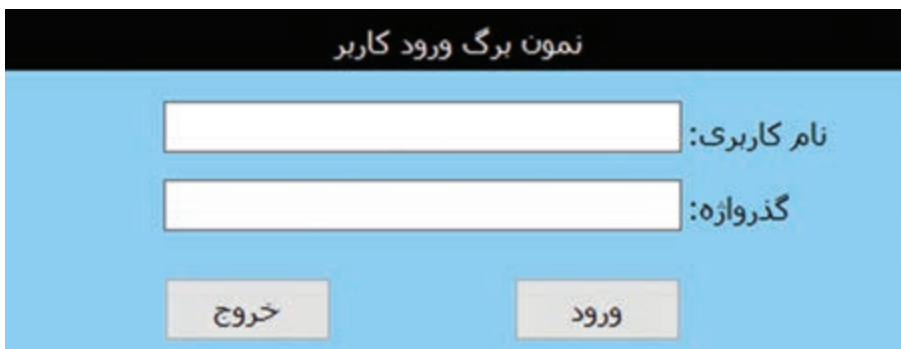 نمون برگ ورود کاربر
نام کاربری:
گذرواژه:
ورود
خروج